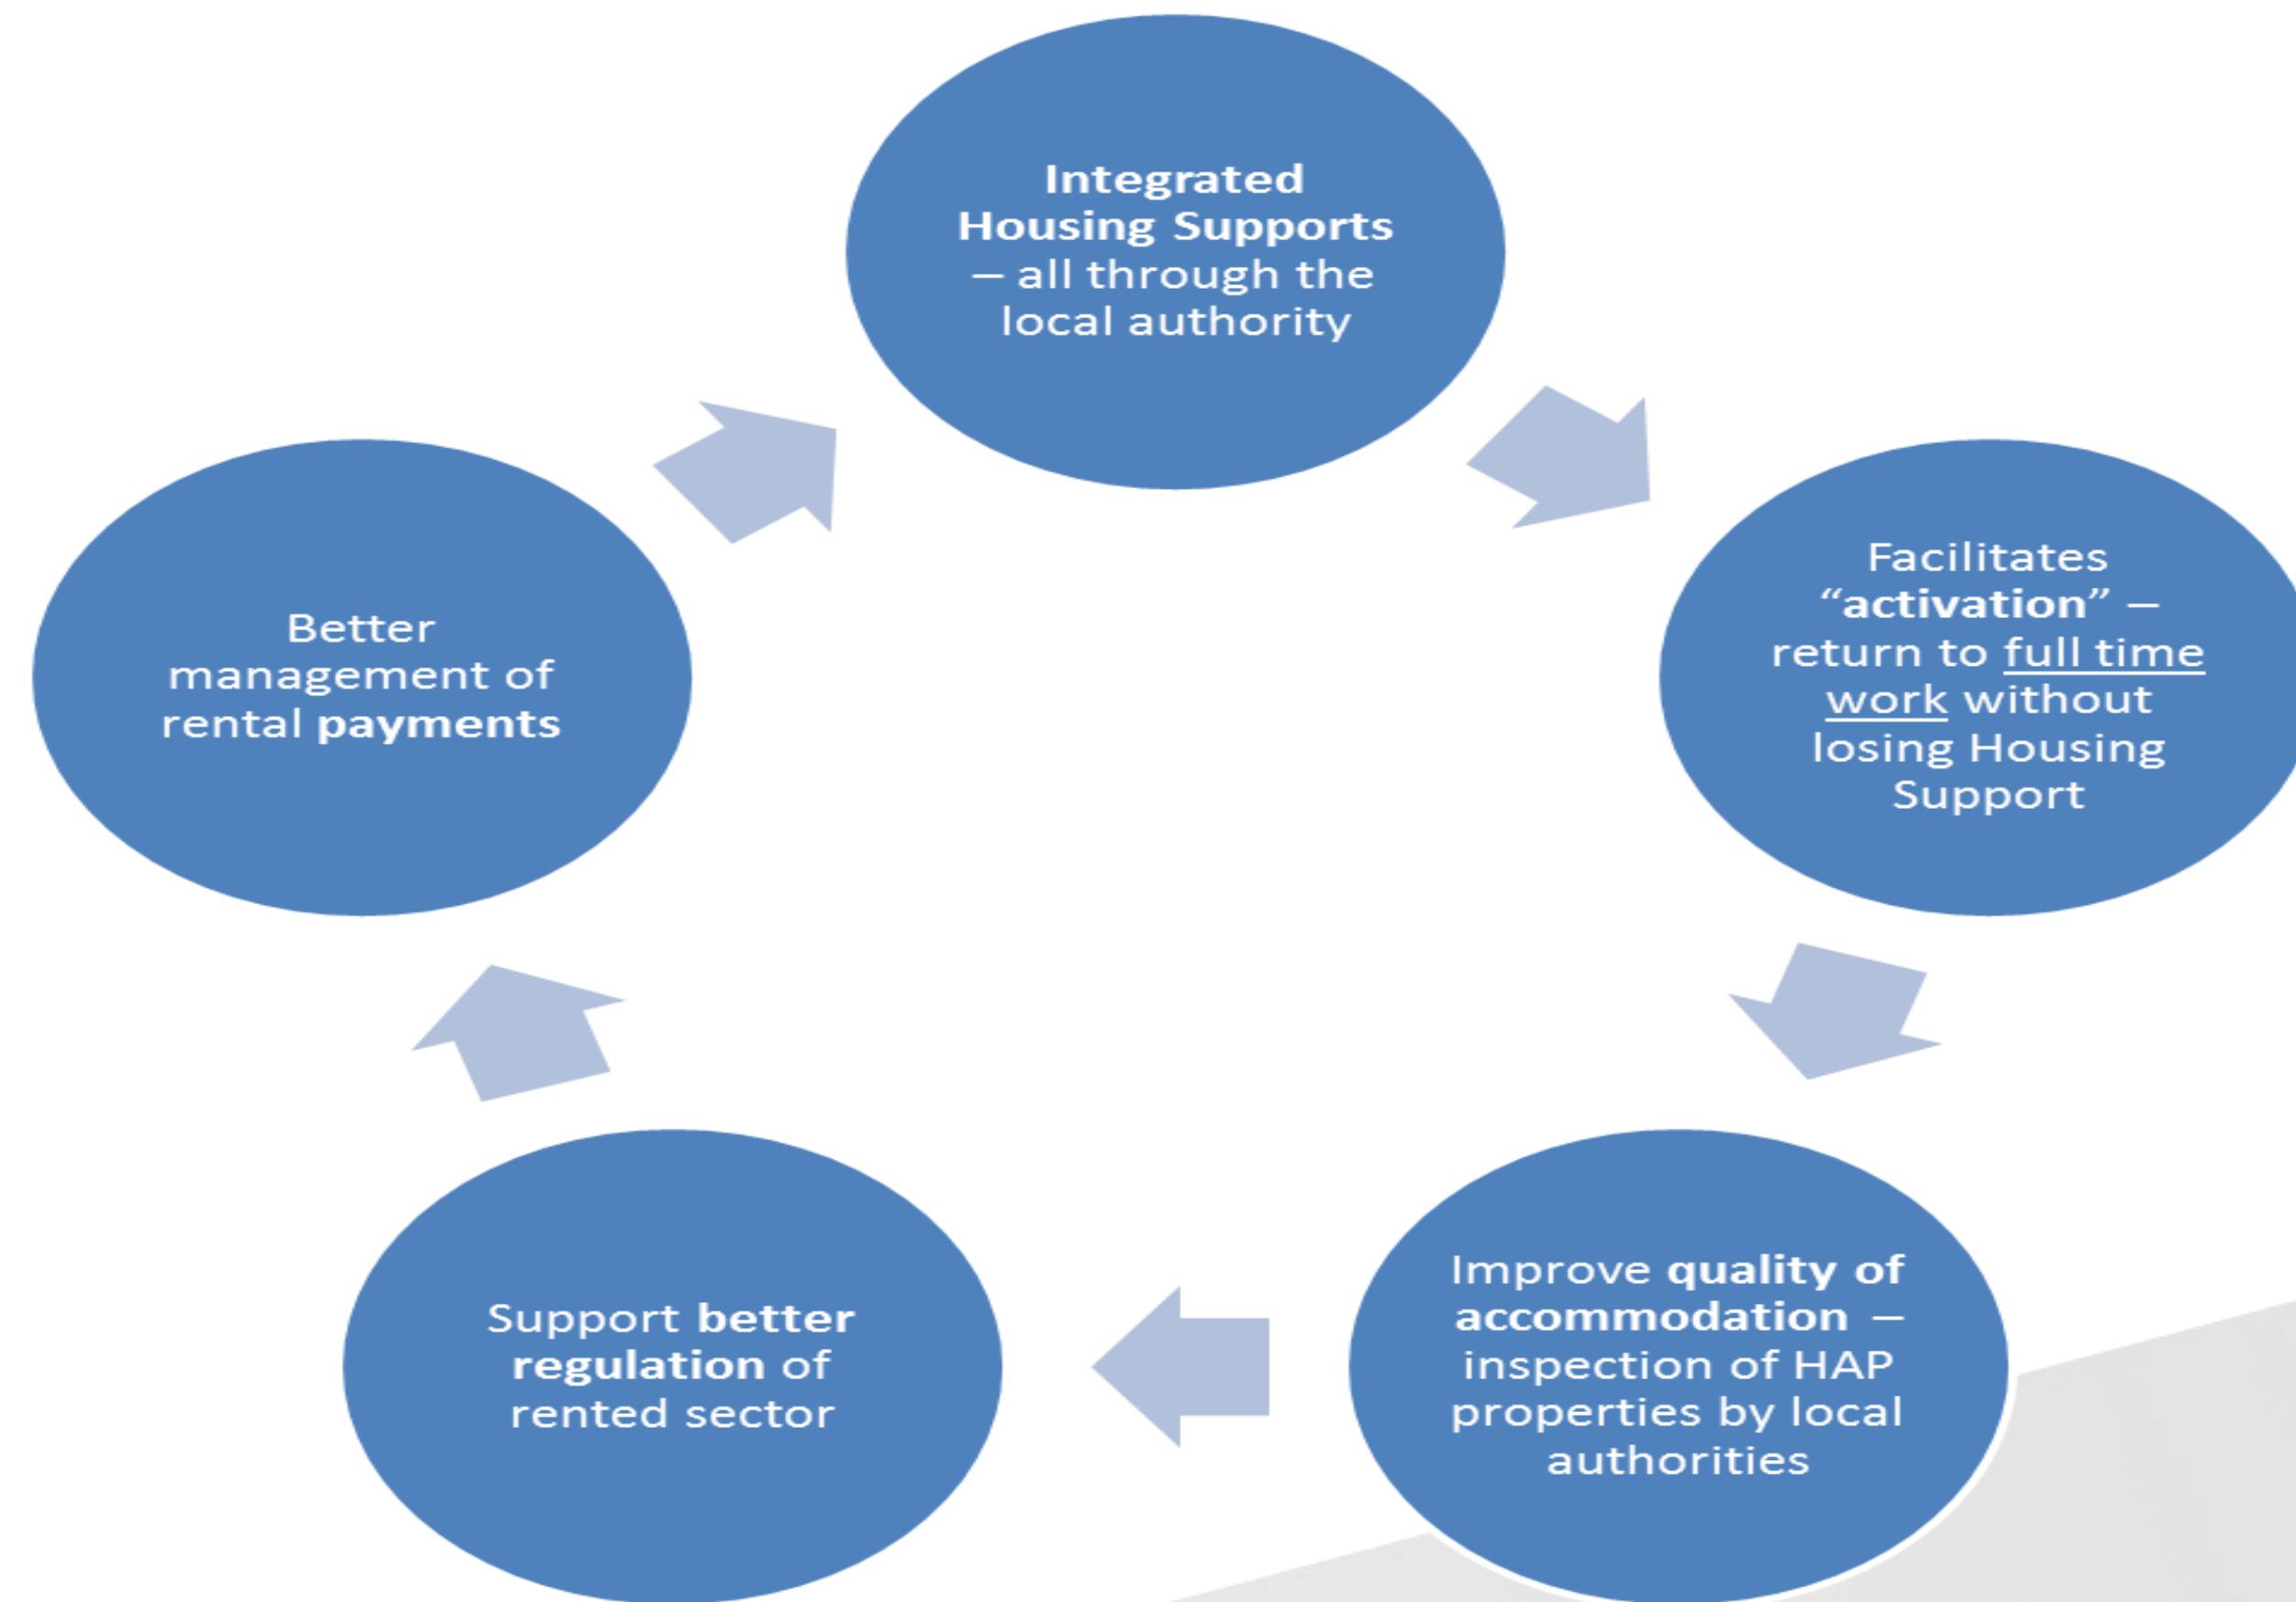 Integrated
Housing Supports
– all through the
local authority
Facilitates
“activation” –
return to full time
work without
losing Housing
Support
Improve quality of
accommodation –
inspection of HAP
properties by local
authorities
Support better
regulation of
rented sector
Better
management of
rental payments